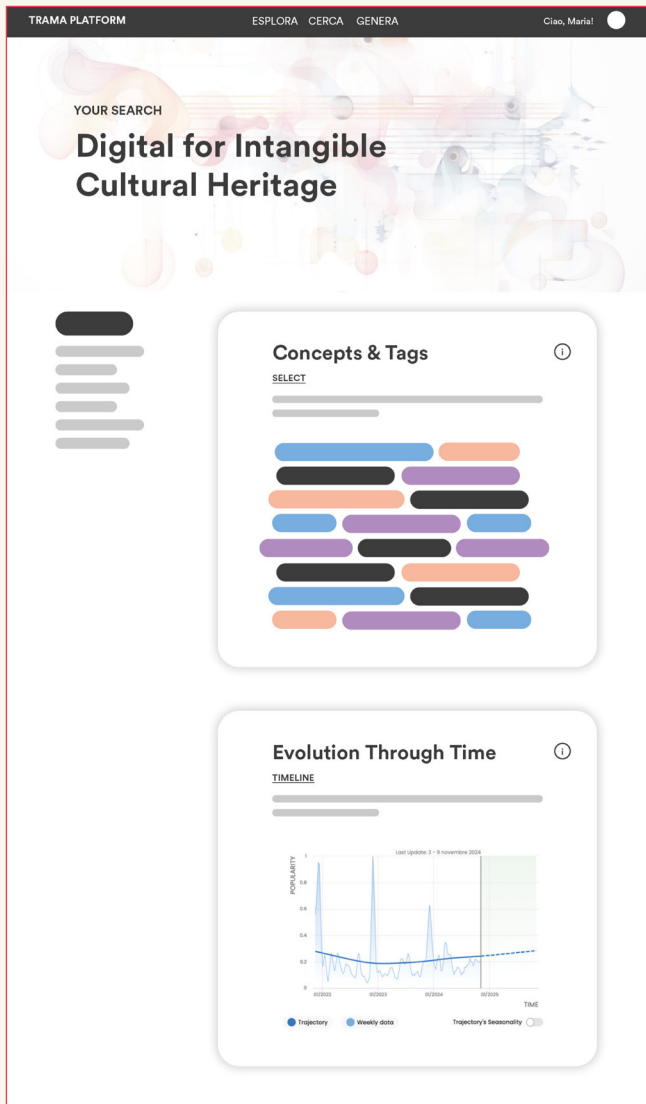 TRAMA PLATFORM
ESPLORA CERCA GENERA
Ciao, Maria!
YOUR SEARCH
Digital for Intangible
Cultural Heritage
Concepts & Tags
i
SELECT
Evolution Through Time
i
TIMELINE
Last Update: 3 - 9 novembre 2024
POPULARITY
1
0.8
0.6
0.4
0.2
0
01/2022 01/2023 01/2024 01/2025
TIME
Trajectory Weekly data Trajectory's Seasonality